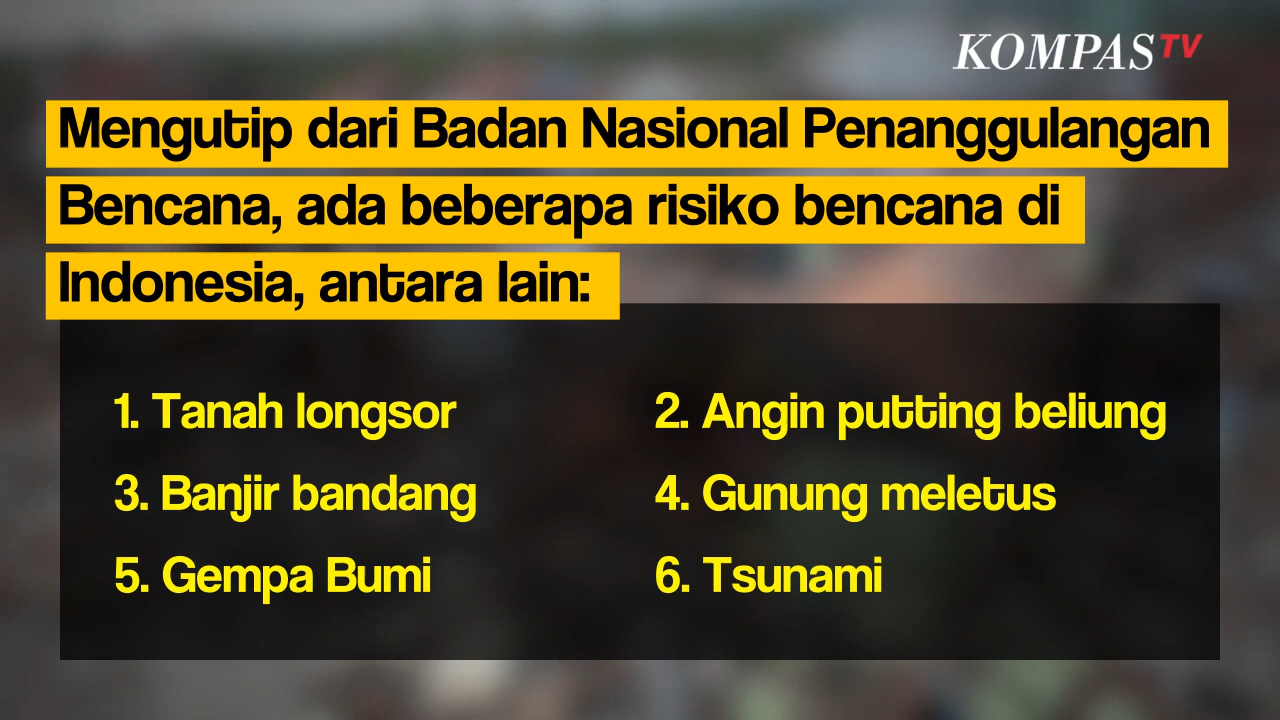 KOMPASTV
Mengutip dari Badan Nasional Penanggulangan
Bencana, ada beberapa risiko bencana di
Indonesia, antara lain:
1. Tanah longsor
2. Angin putting beliung
3. Banjir bandang
4. Gunung meletus
5. Gempa Bumi
6. Tsunami